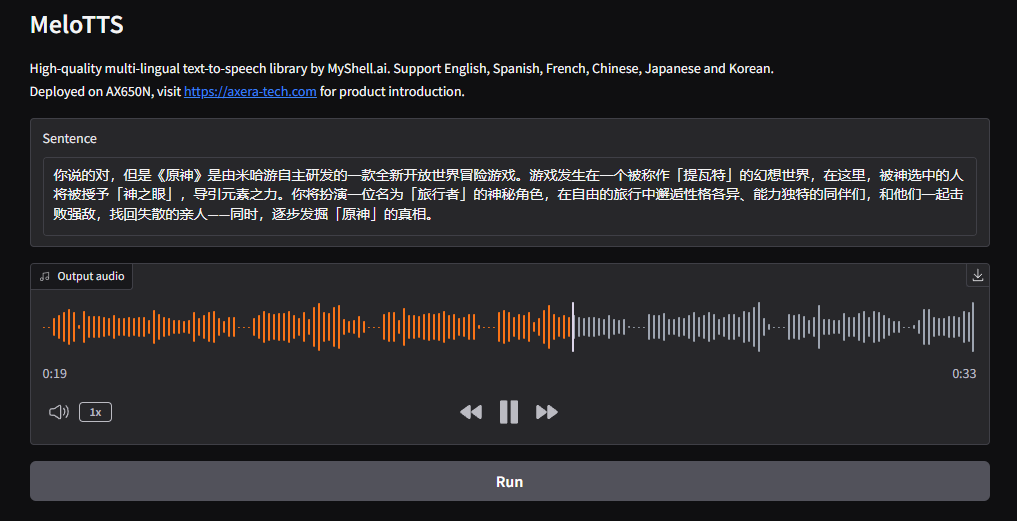 MeloTTS
High-quality multi-lingual text-to-speech library by MyShell.ai. Support English, Spanish, French, Chinese, Japanese and Korean.
Deployed on AX650N, visit https://axera-tech.com for product introduction.
Sentence
你说的对，但是《原神》是由米哈游自主研发的一款全新开放世界冒险游戏。游戏发生在一个被称作「提瓦特」的幻想世界，在这里，被神选中的人
将被授予「神之眼」，导引元素之力。你将扮演一位名为「旅行者」的神秘角色，在自由的旅行中邂逅性格各异、能力独特的同伴们，和他们一起击
败强敌，找回失散的亲人——同时，逐步发掘「原神」的真相。
Output audio
0:19
0:33
1x
Run